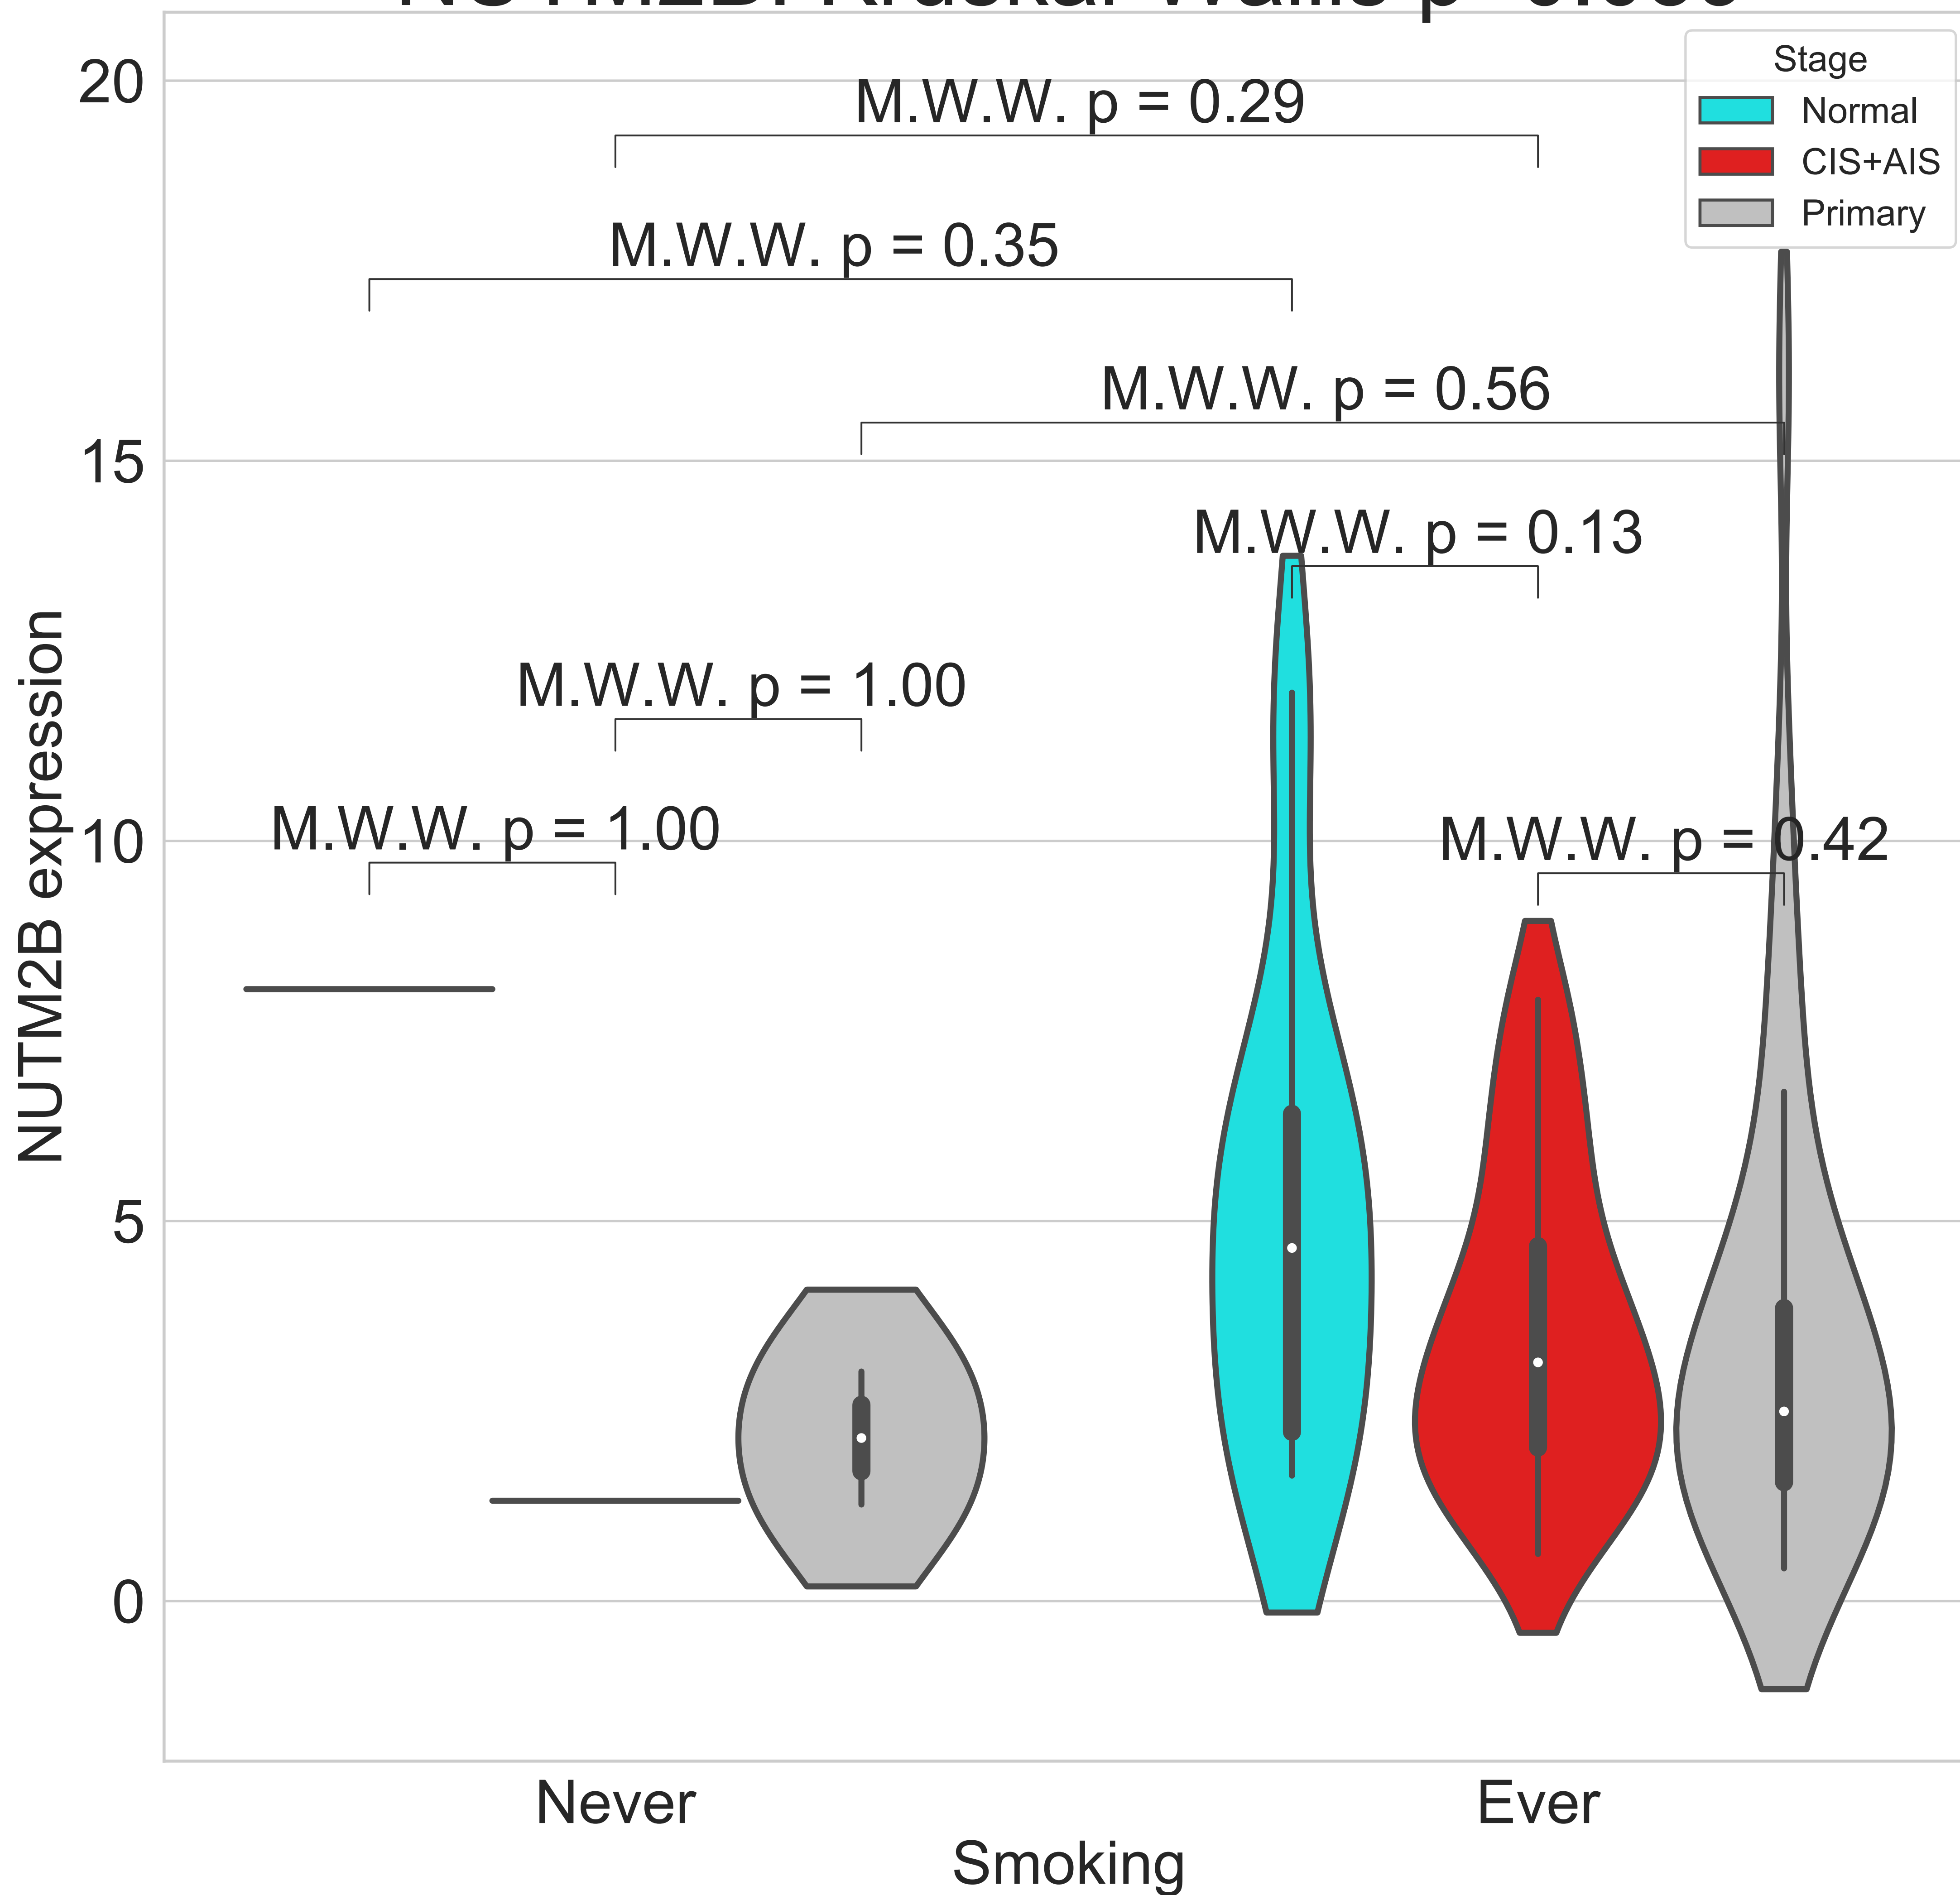 20
15
10
5
0
NUTM2B expression
M.W.W. p = 0.29
M.W.W. p = 0.35
M.W.W. p = 0.56
M.W.W. p = 0.13
M.W.W. p = 1.00
M.W.W. p = 1.00
M.W.W. p = 0.42
Stage
Normal
CIS+AIS
Primary
Never
Ever
Smoking